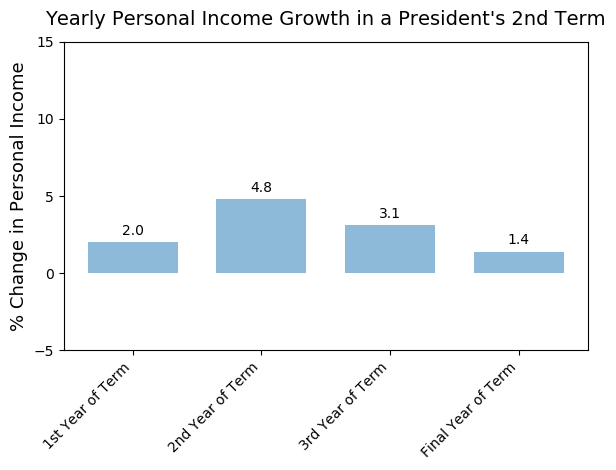 Yearly Personal Income Growth in a President's 2nd Term
% Change in Personal Income
15
10
5
0
−5
2.0
4.8
3.1
1.4
1st Year of Term
2nd Year of Term
3rd Year of Term
Final Year of Term